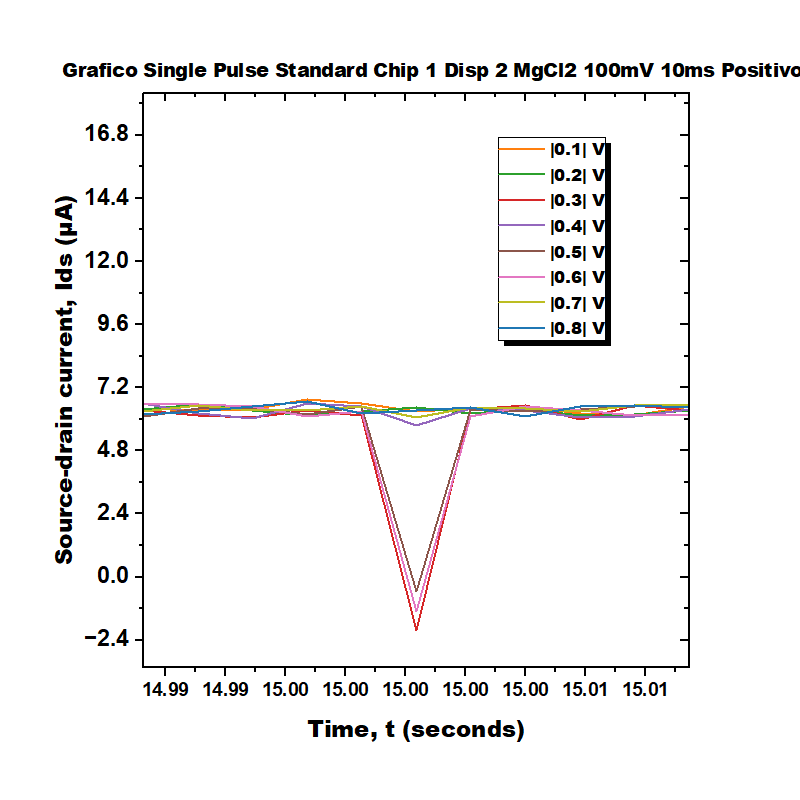 Grafico Single Pulse Standard Chip 1 Disp 2 MgCl2 100mV 10ms Positivo
16.8
14.4
12.0
9.6
7.2
4.8
2.4
0.0
−2.4
Source-drain current, Ids (μA)
|0.1| V
|0.2| V
|0.3| V
|0.4| V
|0.5| V
|0.6| V
|0.7| V
|0.8| V
14.99 14.99 15.00 15.00 15.00 15.00 15.00 15.01 15.01
Time, t (seconds)